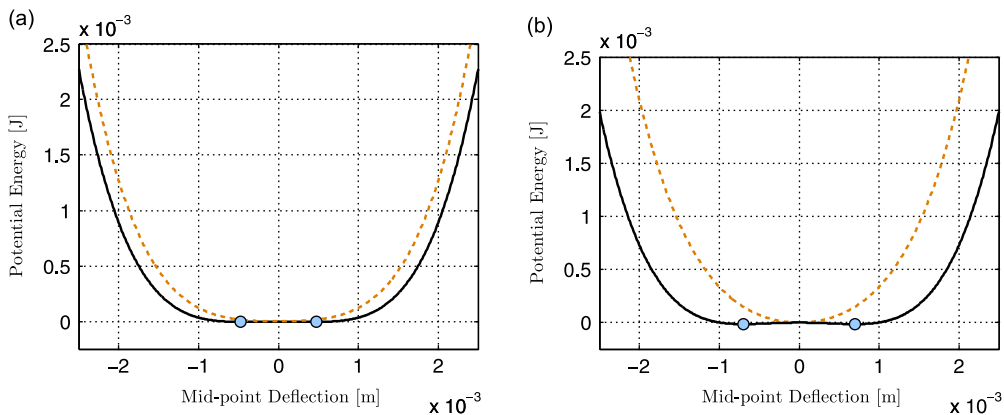 (a)
x 10⁻³
2.5
2
1.5
1
0.5
0
Potential Energy [J]
−2 −1 0 1 2
Mid-point Deflection [m]
x 10⁻³
(b)
x 10⁻³
2.5
2
1.5
1
0.5
0
Potential Energy [J]
−2 −1 0 1 2
Mid-point Deflection [m]
x 10⁻³